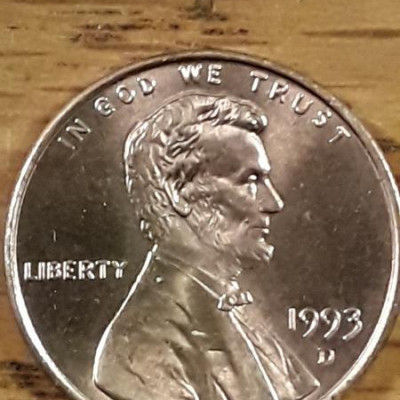 IN GOD WE TRUST
LIBERTY
1993
D